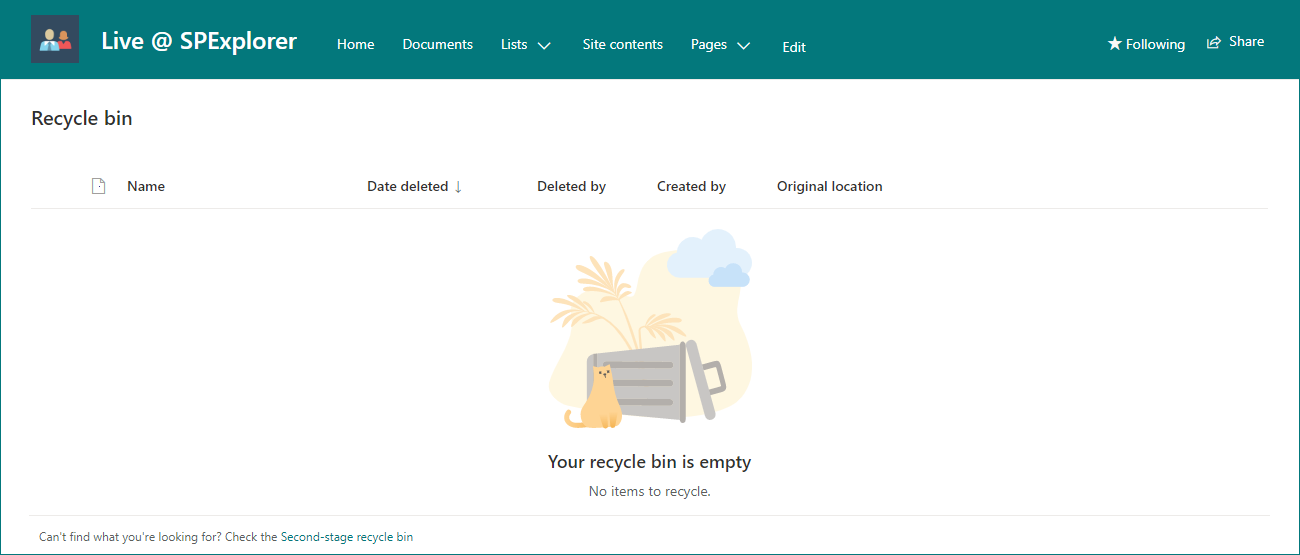 Live @ SPExplorer Home Documents Lists Site contents Pages Edit Following Share
Recycle bin
Name Date deleted ↓ Deleted by Created by Original location
Your recycle bin is empty
No items to recycle.
Can't find what you're looking for? Check the Second-stage recycle bin